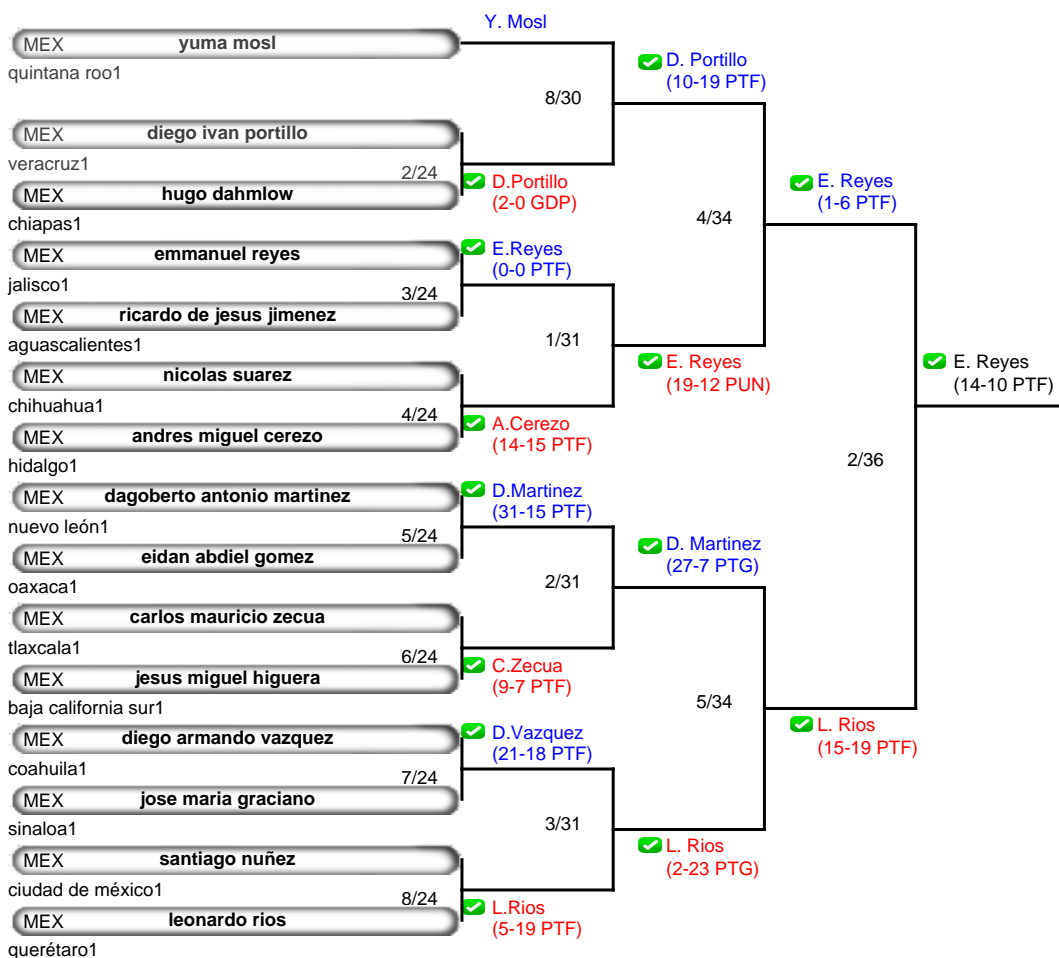 Y. Mosl
MEX yuma mosl
quintana roo1
D. Portillo
(10-19 PTF)
8/30
MEX diego ivan portillo
veracruz1
2/24
D.Portillo
(2-0 GDP)
MEX hugo dahmlow
chiapas1
E. Reyes
(1-6 PTF)
4/34
MEX emmanuel reyes
jalisco1
E.Reyes
(0-0 PTF)
3/24
MEX ricardo de jesus jimenez
aguascalientes1
1/31
E. Reyes
(19-12 PUN)
E. Reyes
(14-10 PTF)
MEX nicolas suarez
chihuahua1
4/24
A.Cerezo
(14-15 PTF)
MEX andres miguel cerezo
hidalgo1
2/36
MEX dagoberto antonio martinez
nuevo león1
D.Martinez
(31-15 PTF)
5/24
MEX eidan abdiel gomez
oaxaca1
D. Martinez
(27-7 PTG)
2/31
MEX carlos mauricio zecua
tlaxcala1
6/24
C.Zecua
(9-7 PTF)
MEX jesus miguel higuera
baja california sur1
5/34
L. Rios
(15-19 PTF)
MEX diego armando vazquez
coahuila1
D.Vazquez
(21-18 PTF)
7/24
MEX jose maria graciano
sinaloa1
3/31
L. Rios
(2-23 PTG)
MEX santiago nuñez
ciudad de méxico1
8/24
L.Rios
(5-19 PTF)
MEX leonardo rios
querétaro1